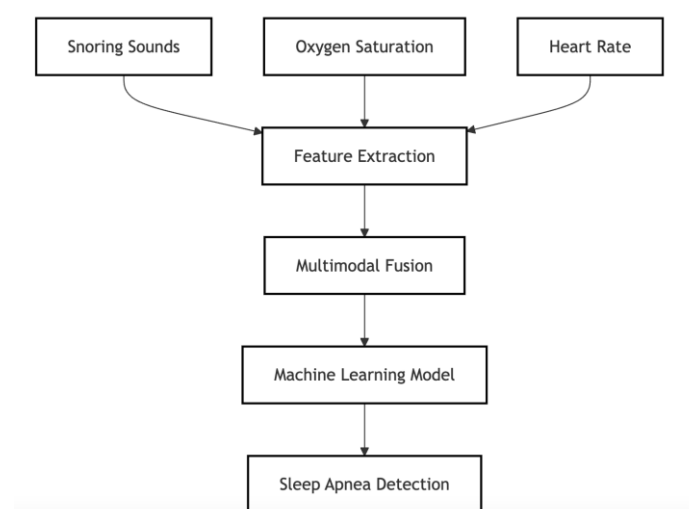 Snoring Sounds
Oxygen Saturation
Heart Rate
Feature Extraction
Multimodal Fusion
Machine Learning Model
Sleep Apnea Detection